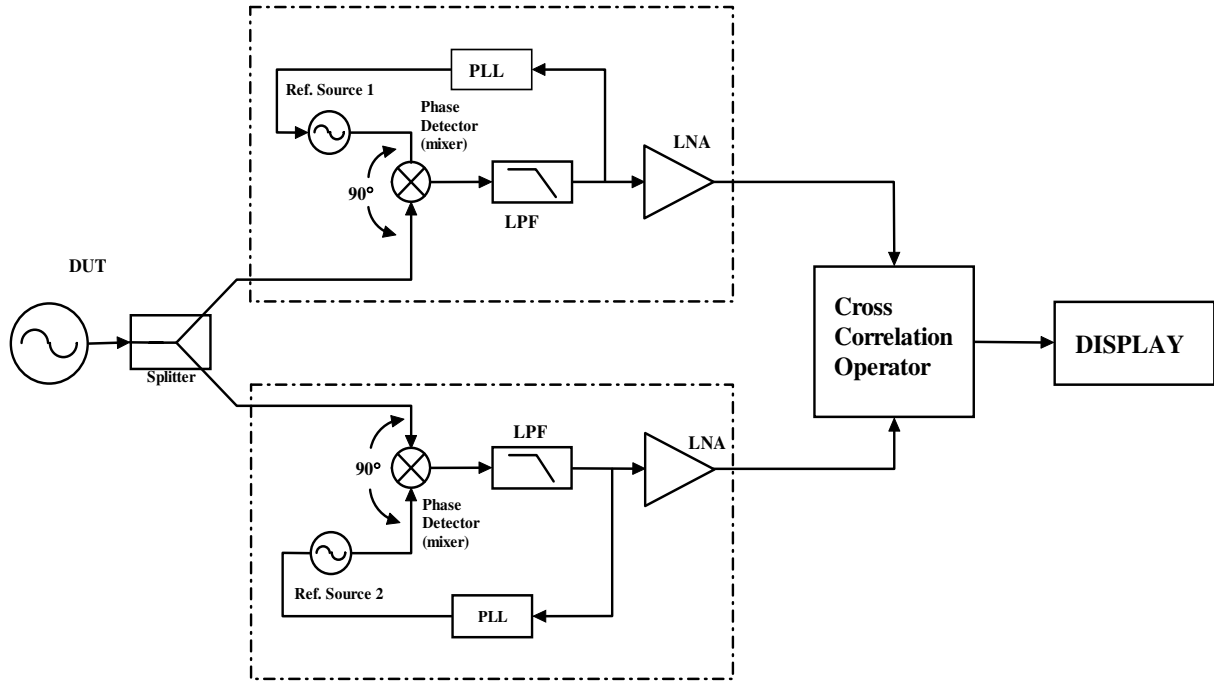 PLL
Ref. Source 1
Phase
Detector
(mixer)
LNA
90°
LPF
DUT
Splitter
Cross
Correlation
Operator
DISPLAY
LPF
LNA
90°
Phase
Detector
(mixer)
Ref. Source 2
PLL